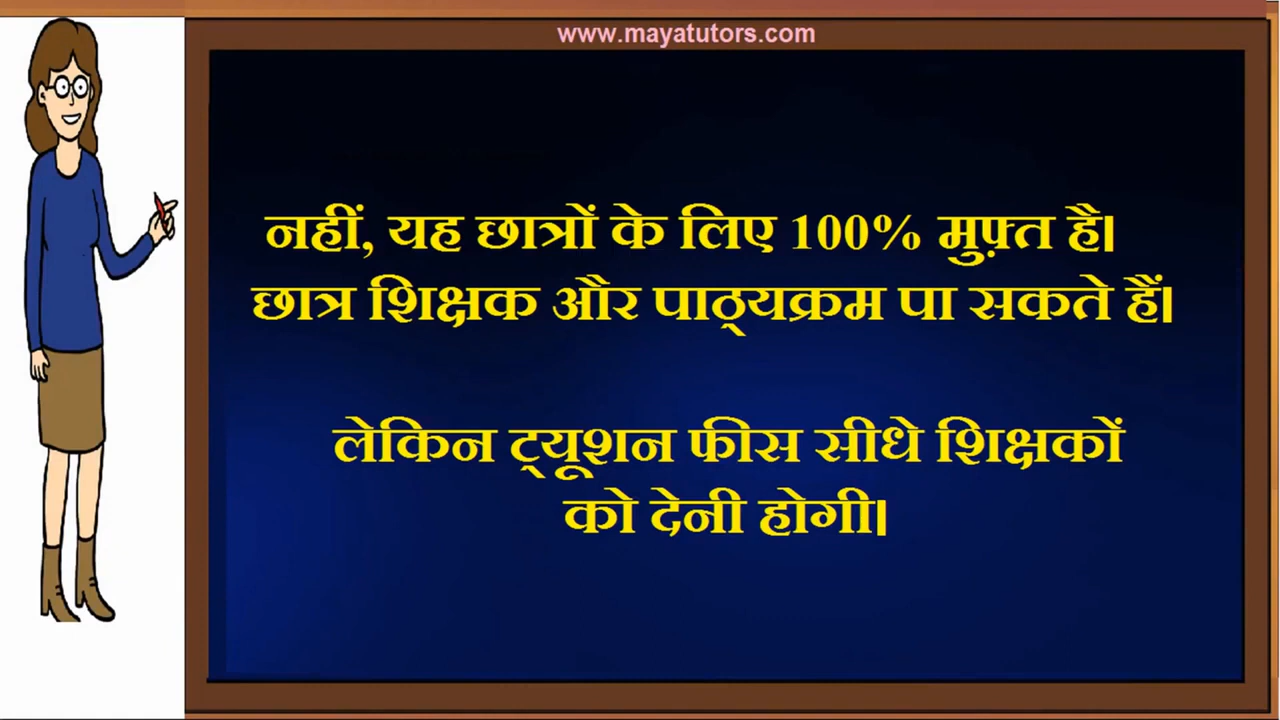 www.mayatutors.com
नहीं, यह छात्रों के लिए 100% मुफ़्त है।
छात्र शिक्षक और पाठ्यक्रम पा सकते हैं।
लेकिन ट्यूशन फीस सीधे शिक्षकों
को देनी होगी।